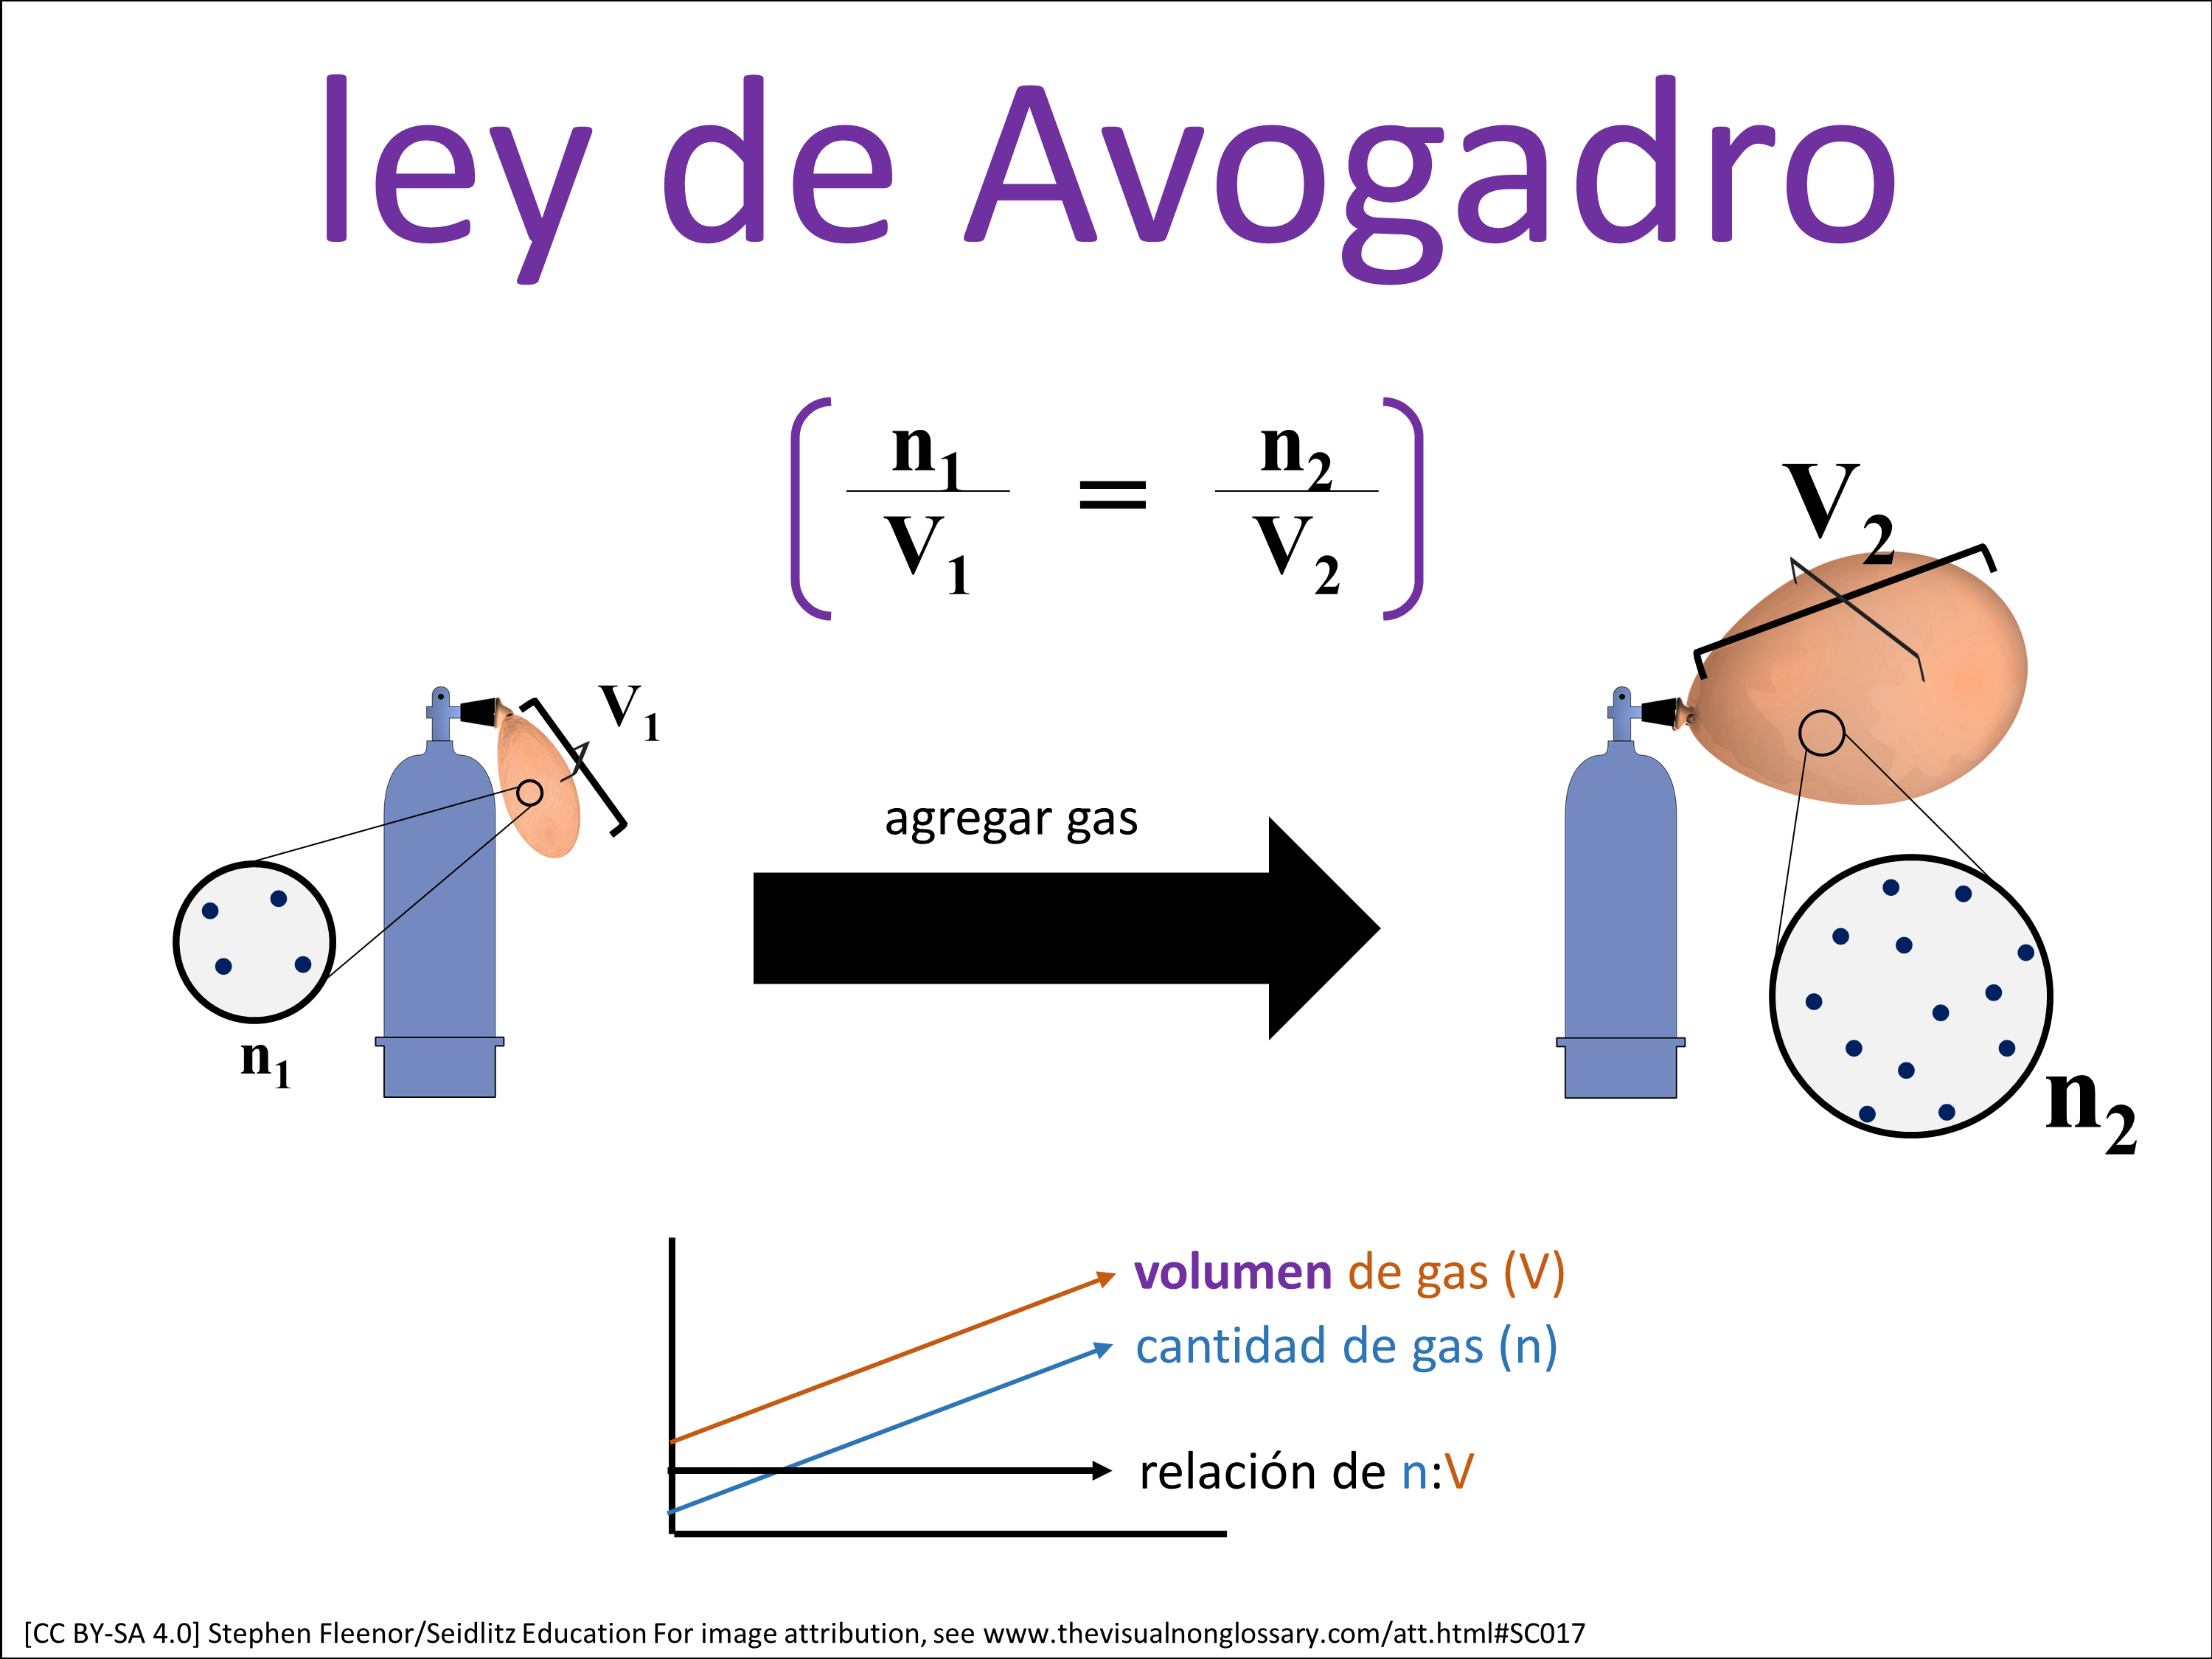 ley de Avogadro
n1 = n2
V1 V2
V2
V1
agregar gas
n1
n2
volumen de gas (V)
cantidad de gas (n)
relación de n:V
[CC BY-SA 4.0] Stephen Fleenor/Seidlitz Education For image attribution, see www.thevisualnonglossary.com/att.html#SC017